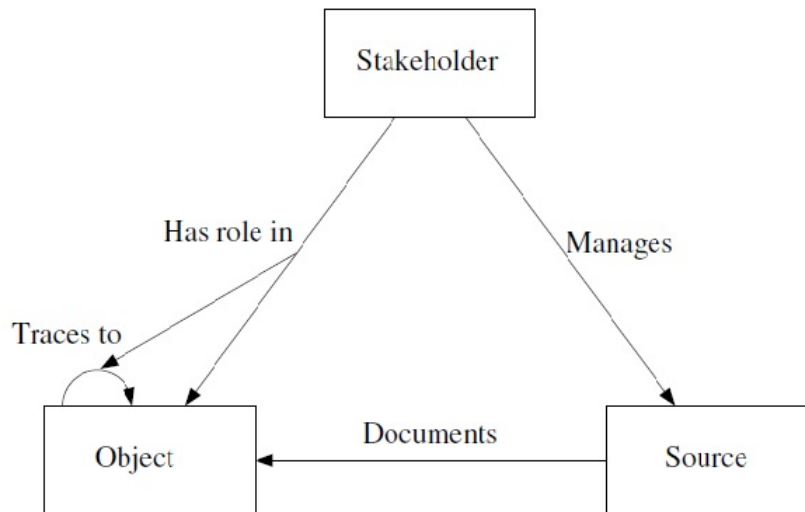 Stakeholder
Has role in
Manages
Traces to
Documents
Object
Source